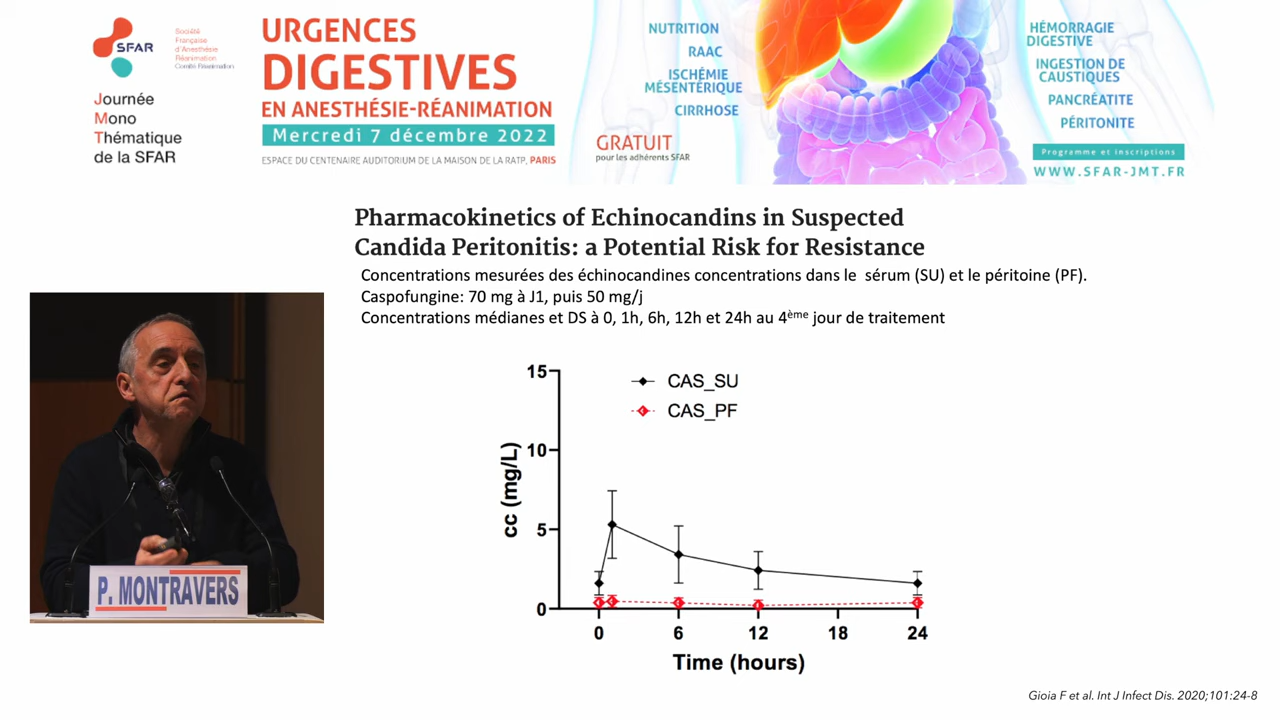 SFAR
Société
Française
d'Anesthésie
Réanimation
Comité Réanimation
Journée
Mono
Thématique
de la SFAR
URGENCES
DIGESTIVES
EN ANESTHÉSIE-RÉANIMATION
Mercredi 7 décembre 2022
ESPACE DU CENTENAIRE AUDITORIUM DE LA MAISON DE LA RATP, PARIS
NUTRITION
RAAC
ISCHÉMIE
MÉSENTÉRIQUE
CIRRHOSE
GRATUIT
pour les adhérents SFAR
HÉMORRAGIE
DIGESTIVE
INGESTION DE
CAUSTIQUES
PANCRÉATITE
PÉRITONITE
Programme et inscriptions
WWW.SFAR-JMT.FR
Pharmacokinetics of Echinocandins in Suspected
Candida Peritonitis: a Potential Risk for Resistance
Concentrations mesurées des échinocandines concentrations dans le sérum (SU) et le péritoine (PF).
Caspofungine: 70 mg à J1, puis 50 mg/j
Concentrations médianes et DS à 0, 1h, 6h, 12h et 24h au 4ème jour de traitement
P. MONTRAVERS
CAS_SU
CAS_PF
cc (mg/L)
15
10
5
0
0 6 12 18 24
Time (hours)
Gioia F et al. Int J Infect Dis. 2020;101:24-8